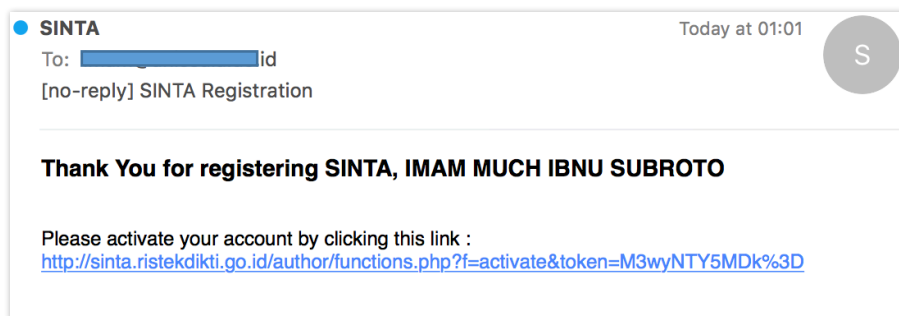 SINTA
Today at 01:01
S
To: id
[no-reply] SINTA Registration
Thank You for registering SINTA, IMAM MUCH IBNU SUBROTO
Please activate your account by clicking this link :
http://sinta.ristekdikti.go.id/author/functions.php?f=activate&token=M3wyNTY5MDk%3D